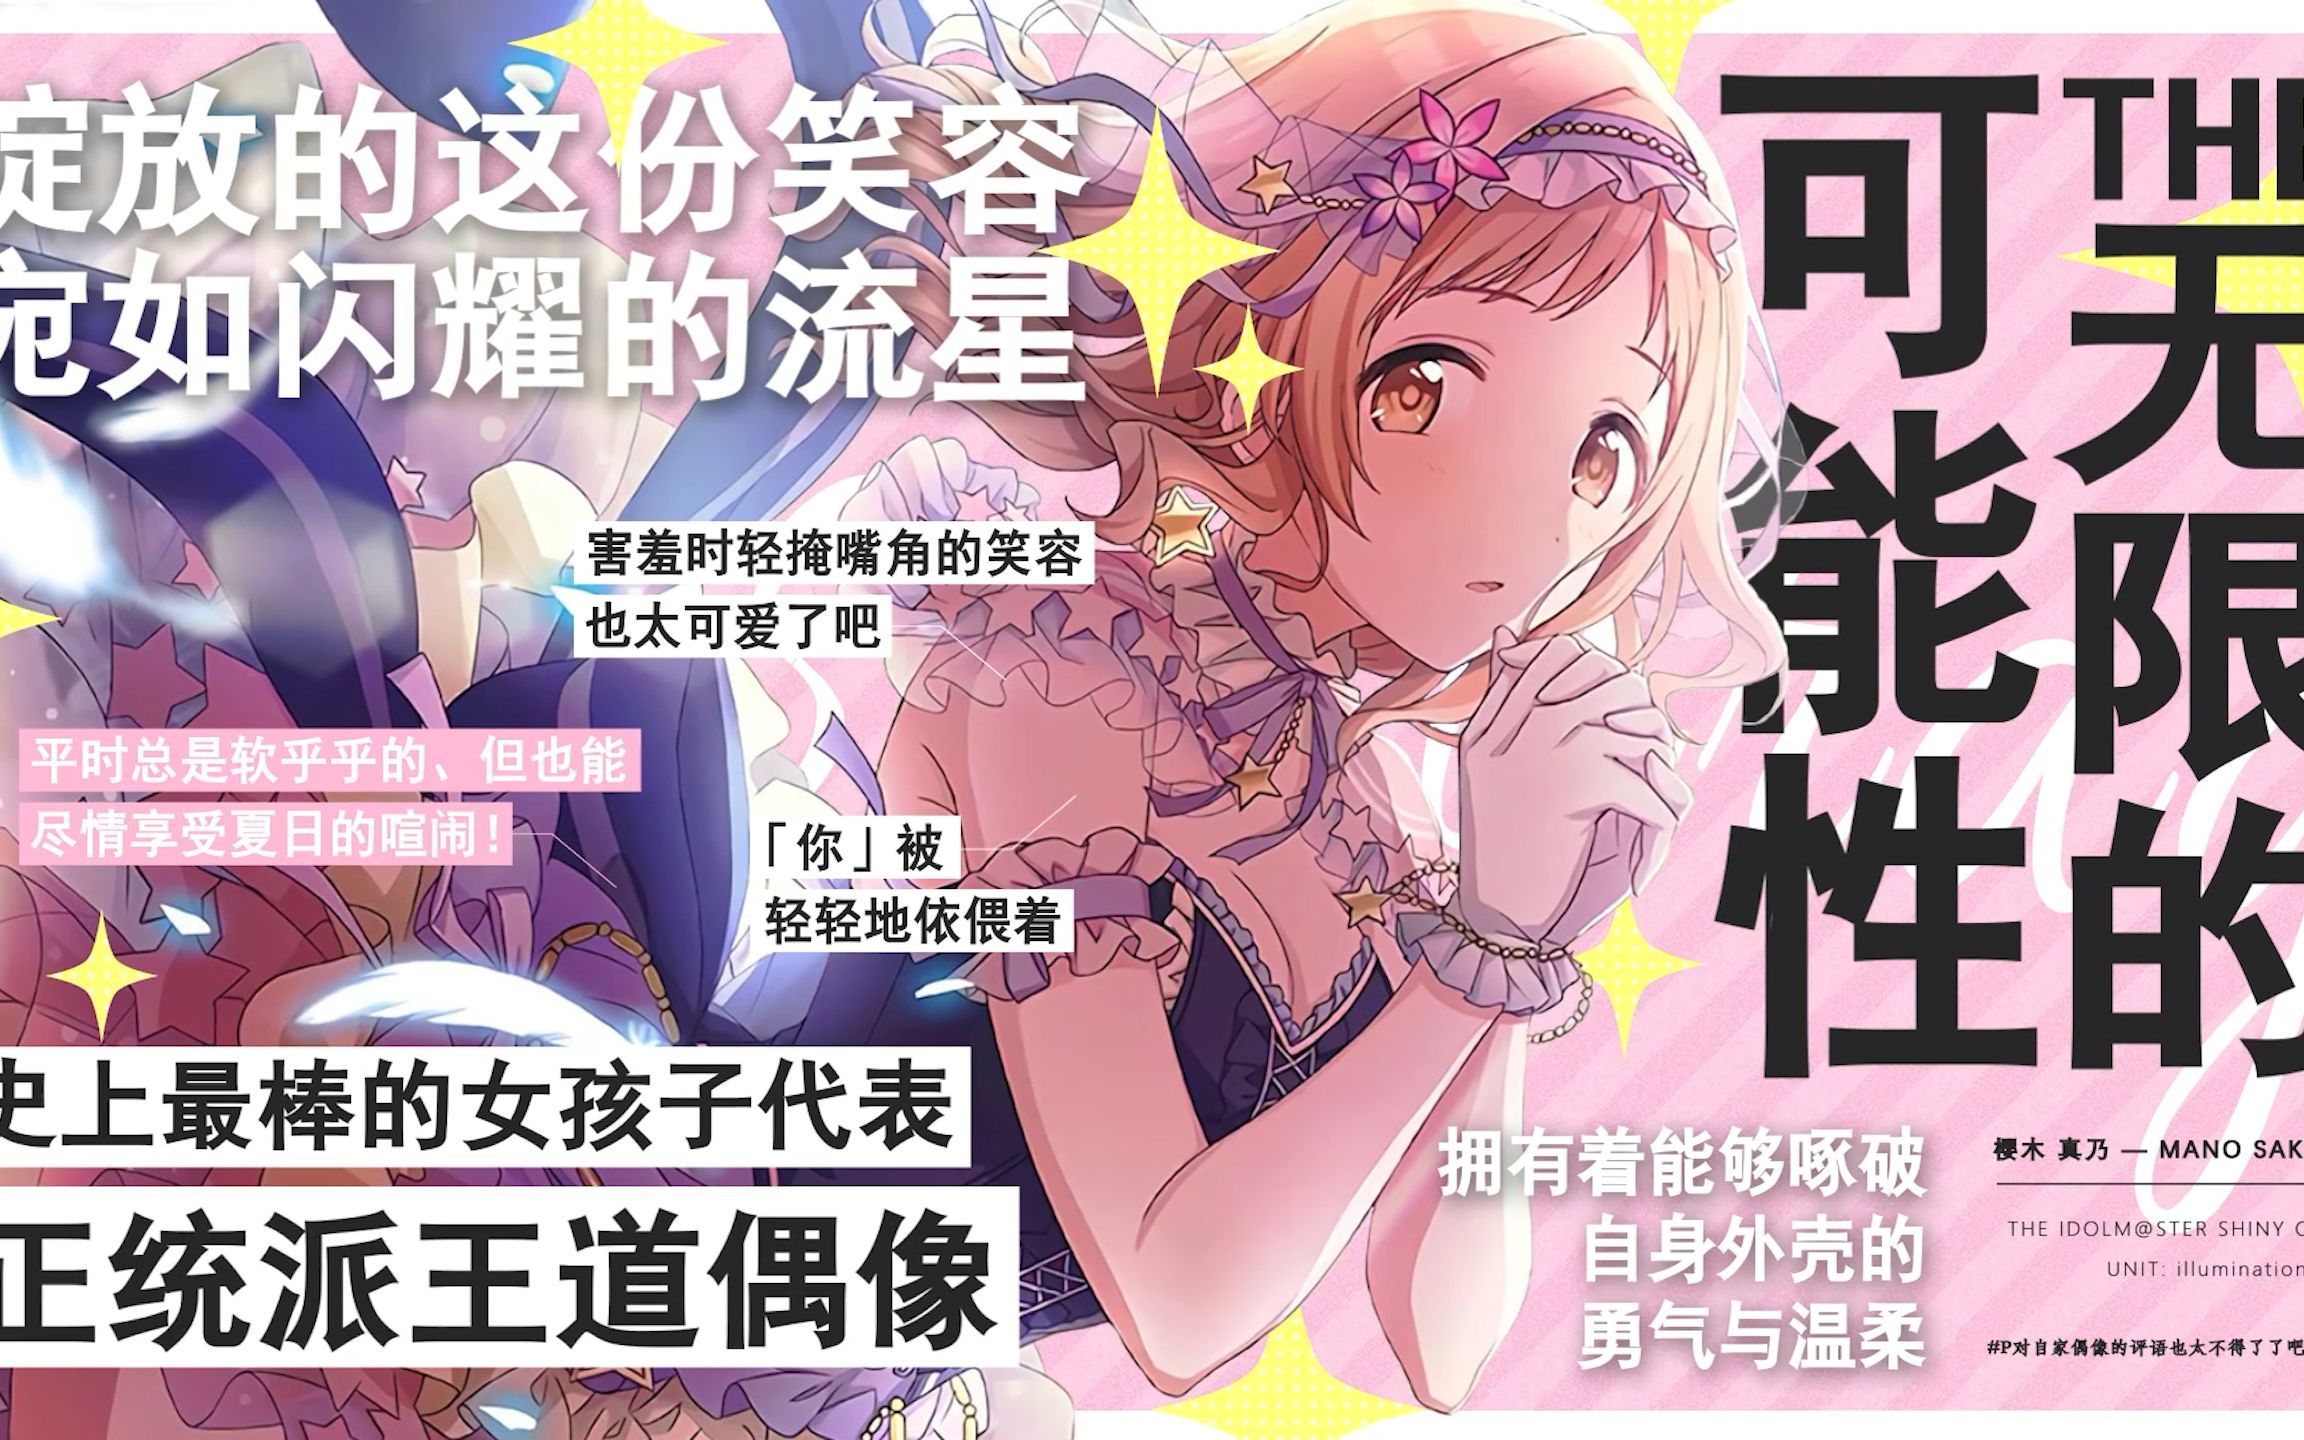 绽放的这份笑容
宛如闪耀的流星
害羞时轻掩嘴角的笑容
也太可爱了吧
平时总是软乎乎的、但也能
尽情享受夏日的喧闹！
「你」被
轻轻地依偎着
史上最棒的女孩子代表
正统派王道偶像
THE
无限的
可能性
拥有着能够啄破
自身外壳的
勇气与温柔
樱木 真乃 — MANO SAK
THE IDOLM@STER SHINY C
UNIT: illumination
#P对自家偶像的评语也太不得了了吧